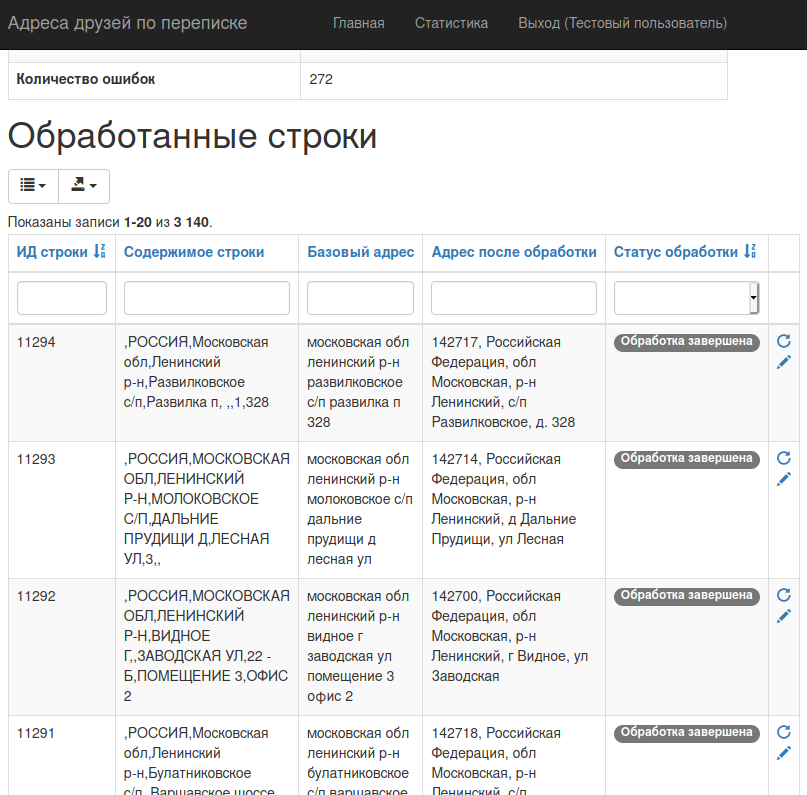 Адреса друзей по переписке Главная Статистика Выход (Тестовый пользователь)
Количество ошибок 272
Обработанные строки
Показаны записи 1-20 из 3 140.
ИД строки Содержимое строки Базовый адрес Адрес после обработки Статус обработки
11294
,РОССИЯ,Московская
обл,Ленинский
р-н,Развилковское
с/п,Развилка п, ,,1,328
московская обл
ленинский р-н
развилковское
с/п развилка п
328
142717, Российская
Федерация, обл
Московская, р-н
Ленинский, с/п
Развилковское, д. 328
Обработка завершена
11293
,РОССИЯ,МОСКОВСКАЯ
ОБЛ,ЛЕНИНСКИЙ
Р-Н,МОЛОКОВСКОЕ
С/П,ДАЛЬНИЕ
ПРУДИЩИ Д,ЛЕСНАЯ
УЛ,3,,
московская обл
ленинский р-н
молоковское с/п
дальние
прудищи д
лесная ул
142714, Российская
Федерация, обл
Московская, р-н
Ленинский, д Дальние
Прудищи, ул Лесная
Обработка завершена
11292
,РОССИЯ,МОСКОВСКАЯ
ОБЛ,ЛЕНИНСКИЙ
Р-Н,ВИДНОЕ
Г,,ЗАВОДСКАЯ УЛ,22 -
Б,ПОМЕЩЕНИЕ 3,ОФИС
2
московская обл
ленинский р-н
видное г
заводская ул
помещение 3
офис 2
142700, Российская
Федерация, обл
Московская, р-н
Ленинский, г Видное, ул
Заводская
Обработка завершена
11291
,РОССИЯ,Московская
обл,Ленинский
р-н,Булатниковское
с/п, Варшавское шоссе
московская обл
ленинский р-н
булатниковское
с/п варшавское
142718, Российская
Федерация, обл
Московская, р-н
Ленинский, с/п
Обработка завершена